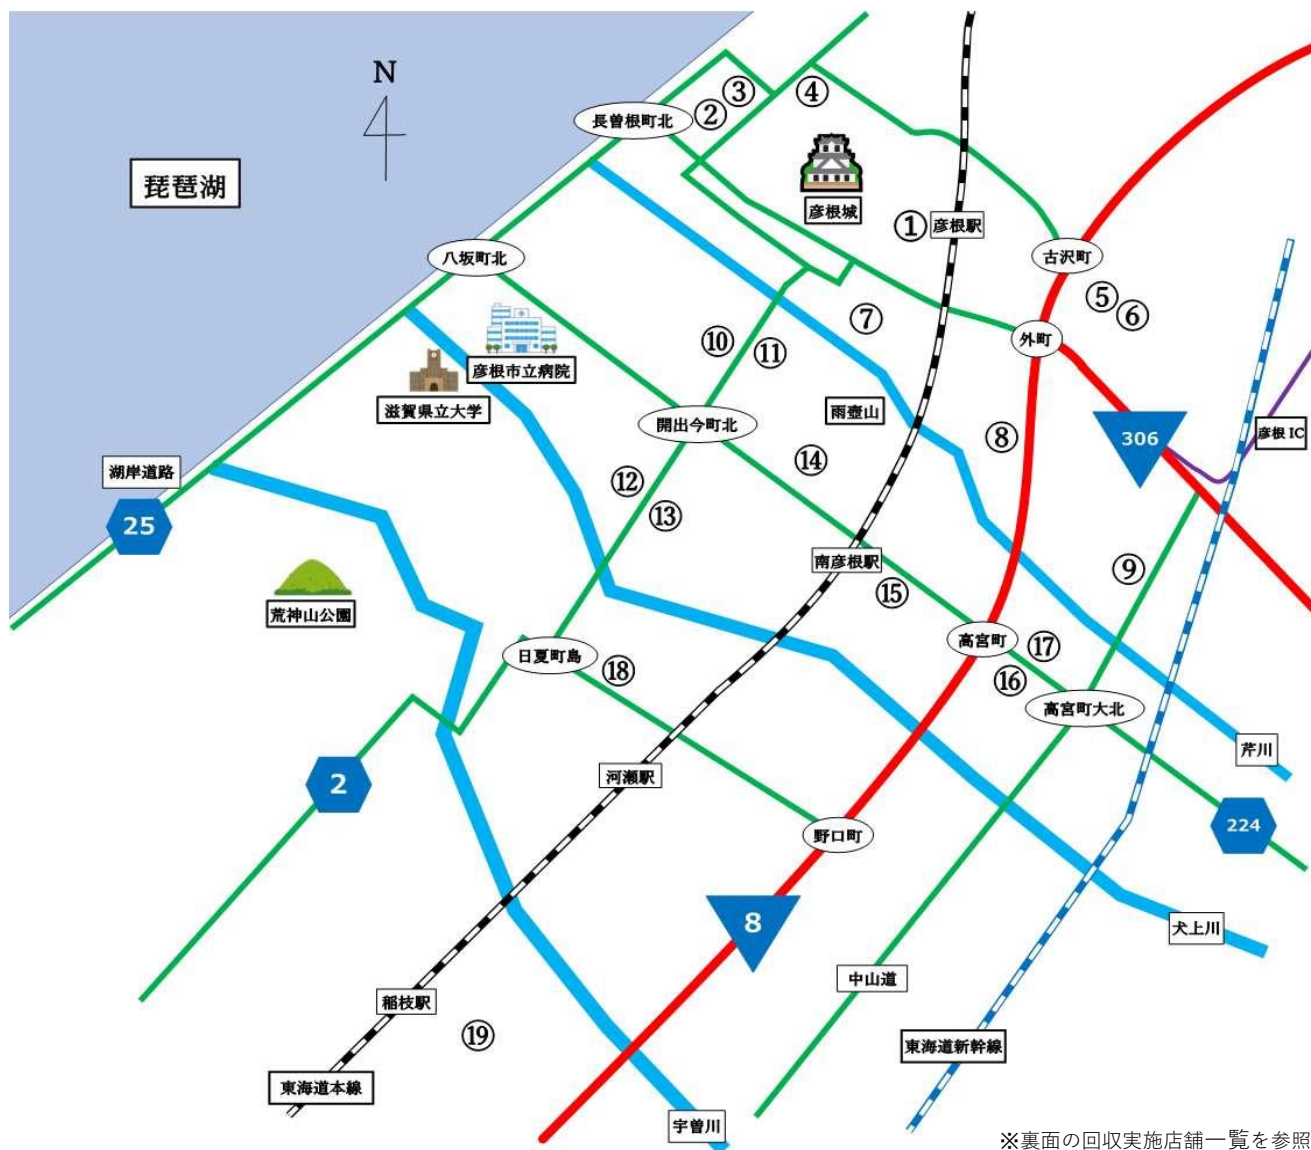 N
③
②
④
長曽根町北
琵琶湖
彦根城
①
彦根駅
八坂町北
古沢町
⑤
⑥
⑦
外町
⑩
⑪
彦根市立病院
滋賀県立大学
雨壺山
開出今町北
⑧
306
彦根 IC
湖岸道路
25
⑭
⑫
⑬
南彦根駅
⑨
⑮
荒神山公園
日夏町島
⑱
高宮町
⑰
⑯
高宮町大北
芹川
2
河瀬駅
224
野口町
8
犬上川
中山道
稲枝駅
⑲
東海道新幹線
東海道本線
宇曽川
※裏面の回収実施店舗一覧を参照